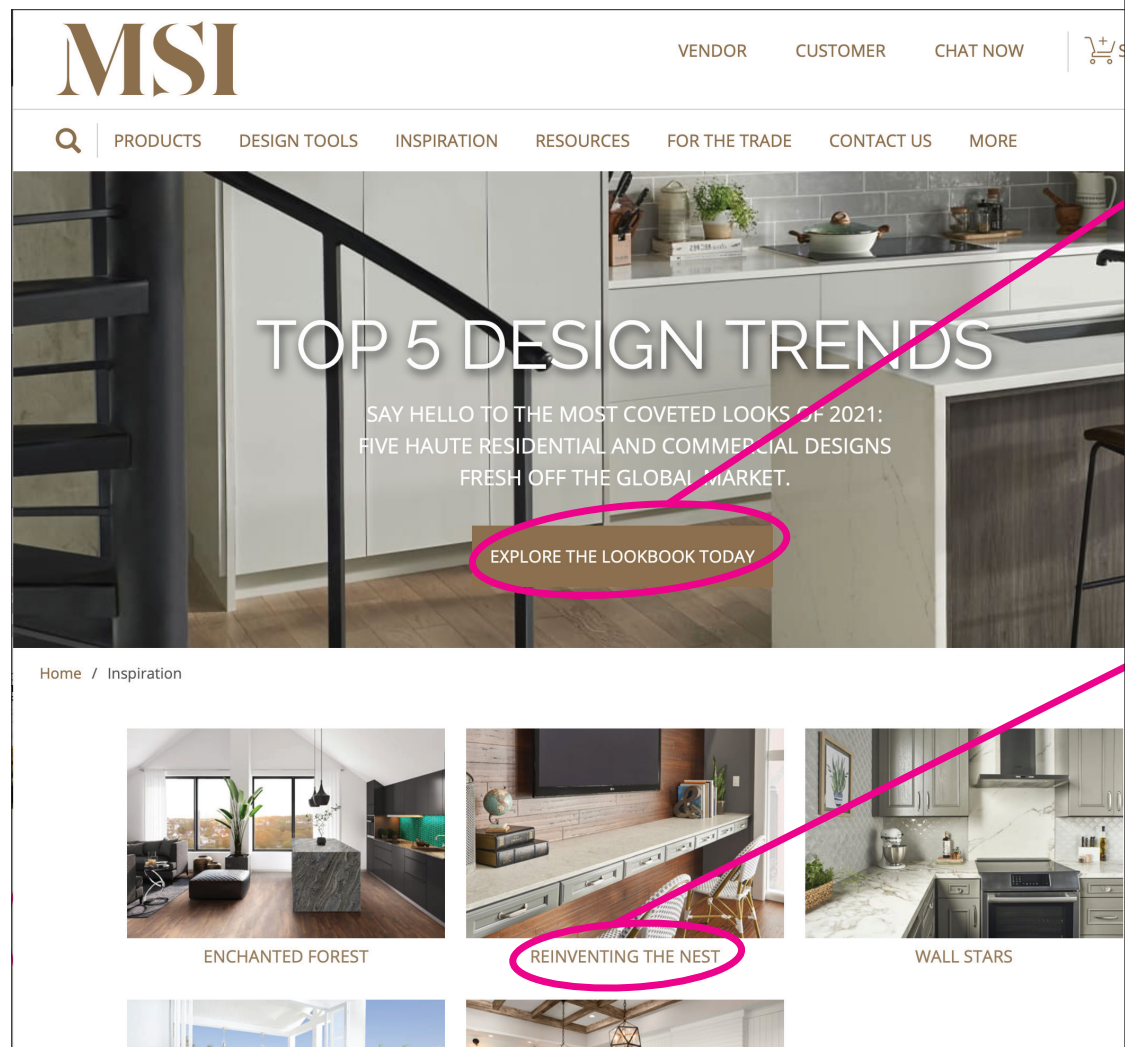 MSI
VENDOR CUSTOMER CHAT NOW
PRODUCTS DESIGN TOOLS INSPIRATION RESOURCES FOR THE TRADE CONTACT US MORE
TOP 5 DESIGN TRENDS
SAY HELLO TO THE MOST COVETED LOOKS OF 2021:
FIVE HAUTE RESIDENTIAL AND COMMERCIAL DESIGNS
FRESH OFF THE GLOBAL MARKET.
EXPLORE THE LOOKBOOK TODAY
Home / Inspiration
ENCHANTED FOREST REINVENTING THE NEST WALL STARS